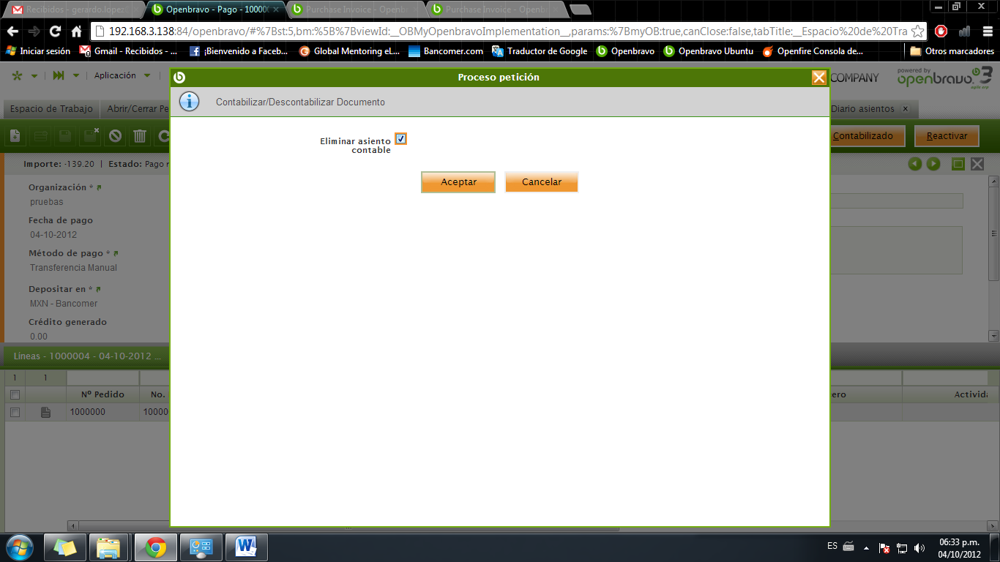 Recibidos - gerardo.lopez
Openbravo - Pago - 10000
Purchase Invoice - Openb
Purchase Invoice - Openb
192.168.3.138:84/openbravo/#%7Bst:5,bm:%5B%7BviewId:__OBMyOpenbravoImplementation__,params:%7BmyOB:true,canClose:false,tabTitle:__Espacio%20de%20Tra
Iniciar sesión
Gmail - Recibidos - ...
¡Bienvenido a Faceb...
Global Mentoring eL...
Bancomer.com
Traductor de Google
Openbravo
Openbravo Ubuntu
Openfire Consola de...
Otros marcadores
Aplicación
Proceso petición
COMPANY
powered by
openbravo 3
agile erp
Espacio de Trabajo
Abrir/Cerrar Pe
Contabilizar/Descontabilizar Documento
Diario asientos
Eliminar asiento
contable
Contabilizado
Reactivar
Importe: -139.20 | Estado: Pago r
Aceptar
Cancelar
Organización *
pruebas
Fecha de pago
04-10-2012
Método de pago *
Transferencia Manual
Depositar en *
MXN - Bancomer
Crédito generado
0.00
Lineas - 1000004 - 04-10-2012 ...
1
1
Nº Pedido
No.
ero
Activida
1000000
10000
ES
06:33 p.m.
04/10/2012